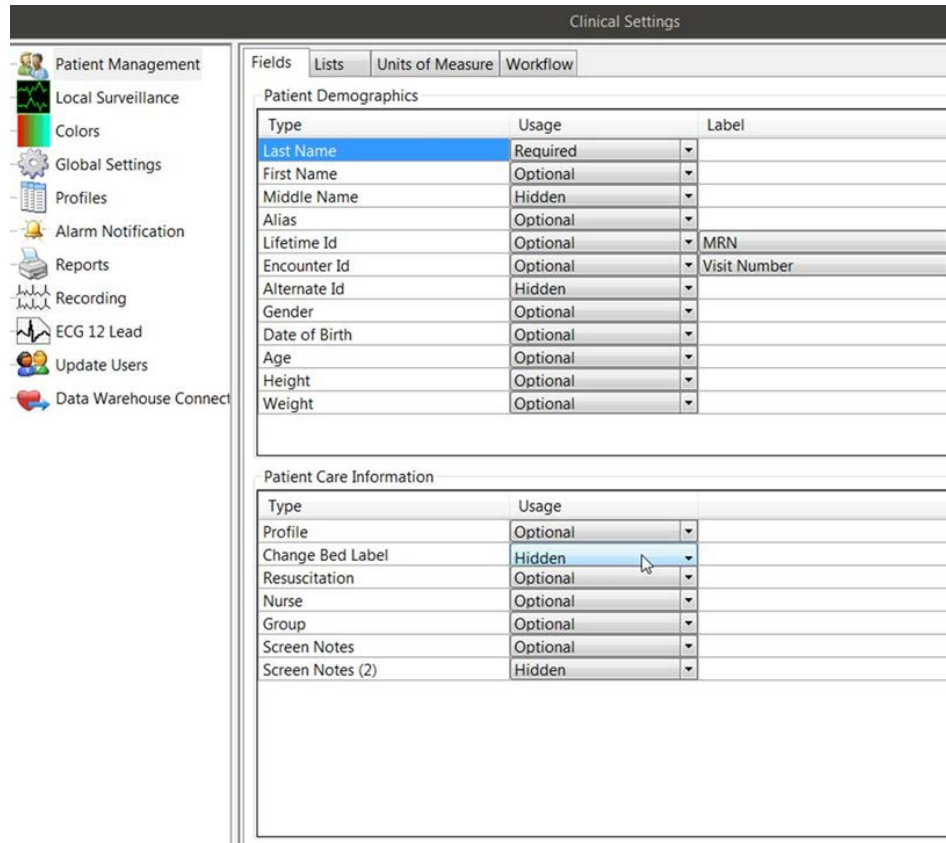 Clinical Settings
Patient Management
Local Surveillance
Colors
Global Settings
Profiles
Alarm Notification
Reports
Recording
ECG 12 Lead
Update Users
Data Warehouse Connect
Fields Lists Units of Measure Workflow
Patient Demographics
Type Usage Label
Last Name Required
First Name Optional
Middle Name Hidden
Alias Optional
Lifetime Id Optional MRN
Encounter Id Optional Visit Number
Alternate Id Hidden
Gender Optional
Date of Birth Optional
Age Optional
Height Optional
Weight Optional
Patient Care Information
Type Usage
Profile Optional
Change Bed Label Hidden
Resuscitation Optional
Nurse Optional
Group Optional
Screen Notes Optional
Screen Notes (2) Hidden